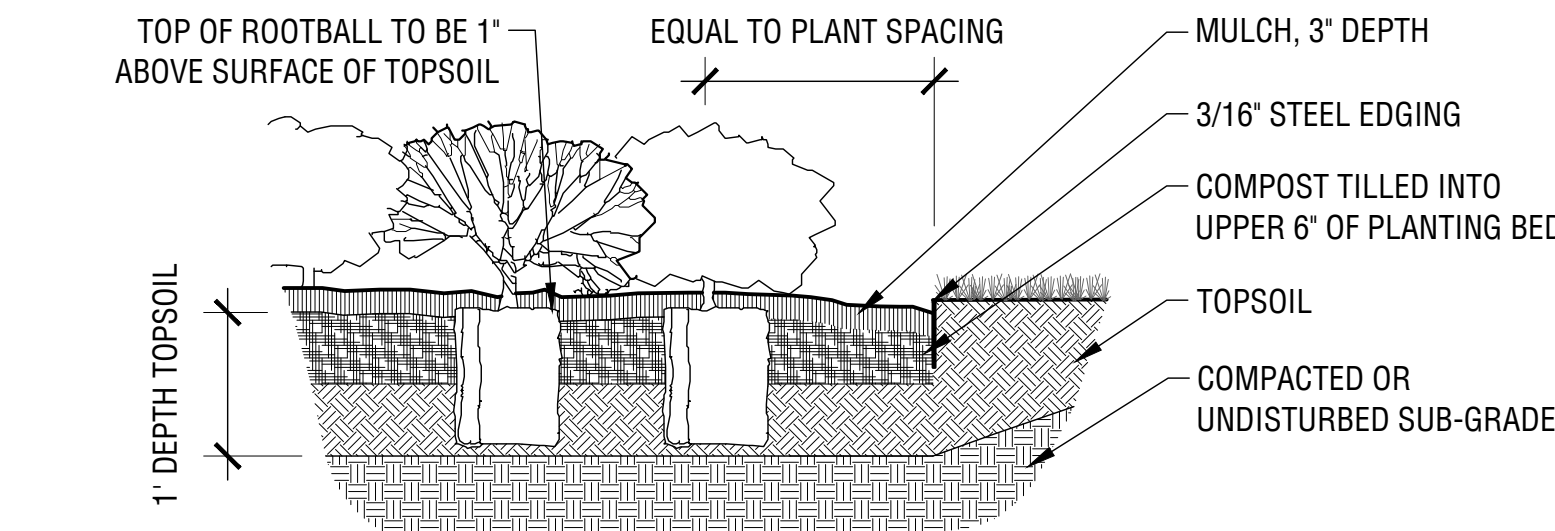 TOP OF ROOTBALL TO BE 1"
ABOVE SURFACE OF TOPSOIL
EQUAL TO PLANT SPACING
MULCH, 3" DEPTH
3/16" STEEL EDGING
COMPOST TILLED INTO
UPPER 6" OF PLANTING BED
TOPSOIL
COMPACTED OR
UNDISTURBED SUB-GRADE
1' DEPTH TOPSOIL